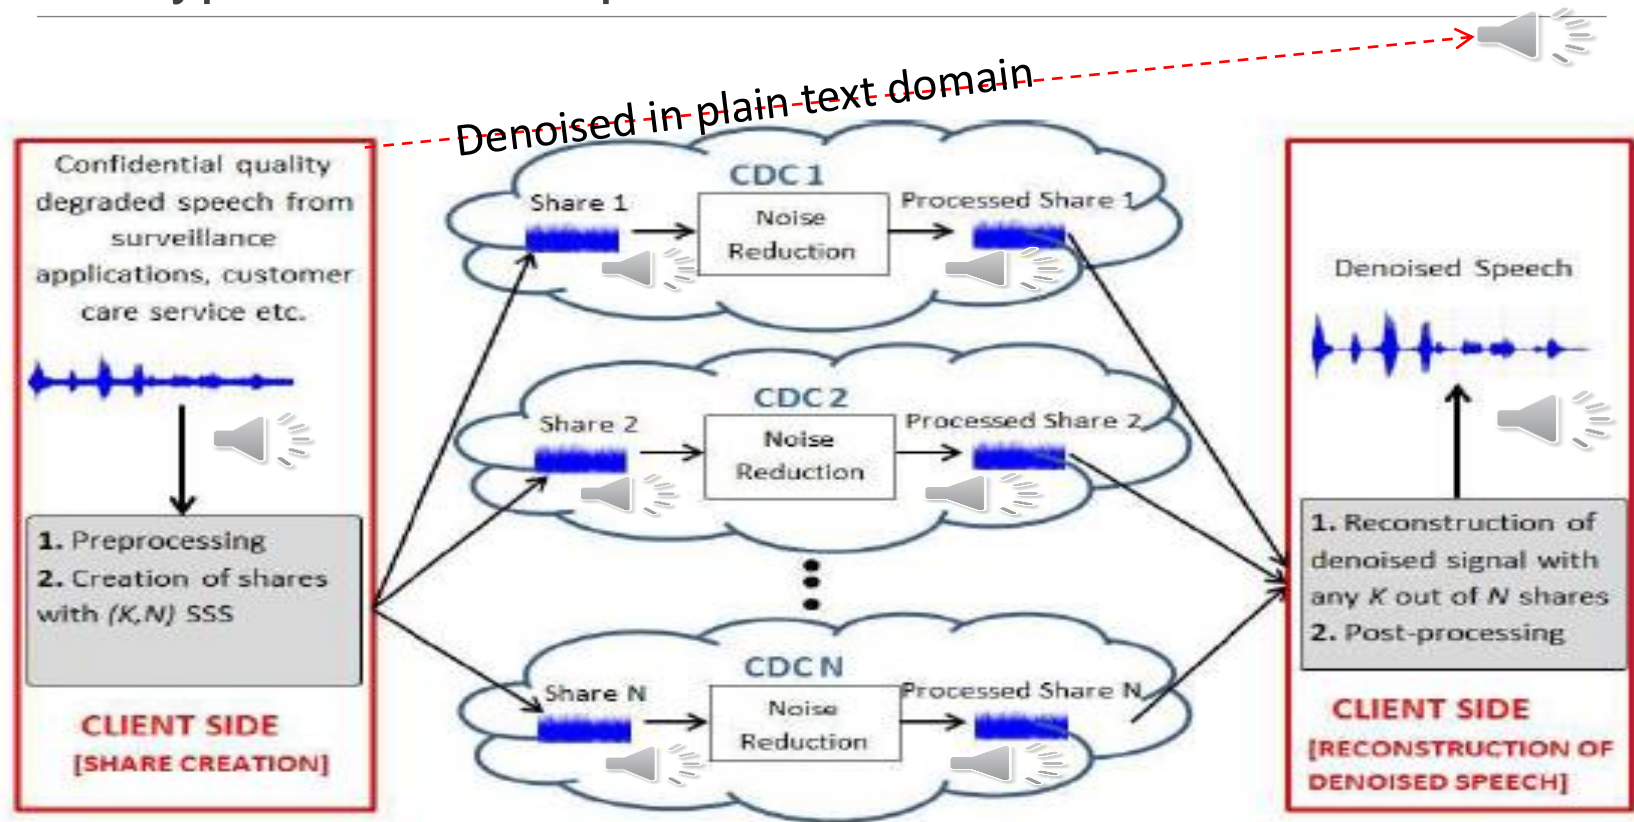 Denoised in plain text domain
Confidential quality
degraded speech from
surveillance
applications, customer
care service etc.
1. Preprocessing
2. Creation of shares
with (K,N) SSS
CLIENT SIDE
[SHARE CREATION]
CDC 1
Share 1
Noise
Reduction
Processed Share 1
CDC 2
Share 2
Noise
Reduction
Processed Share 2
CDC N
Share N
Noise
Reduction
Processed Share N
Denoised Speech
1. Reconstruction of
denoised signal with
any K out of N shares
2. Post-processing
CLIENT SIDE
[RECONSTRUCTION OF
DENOISED SPEECH]